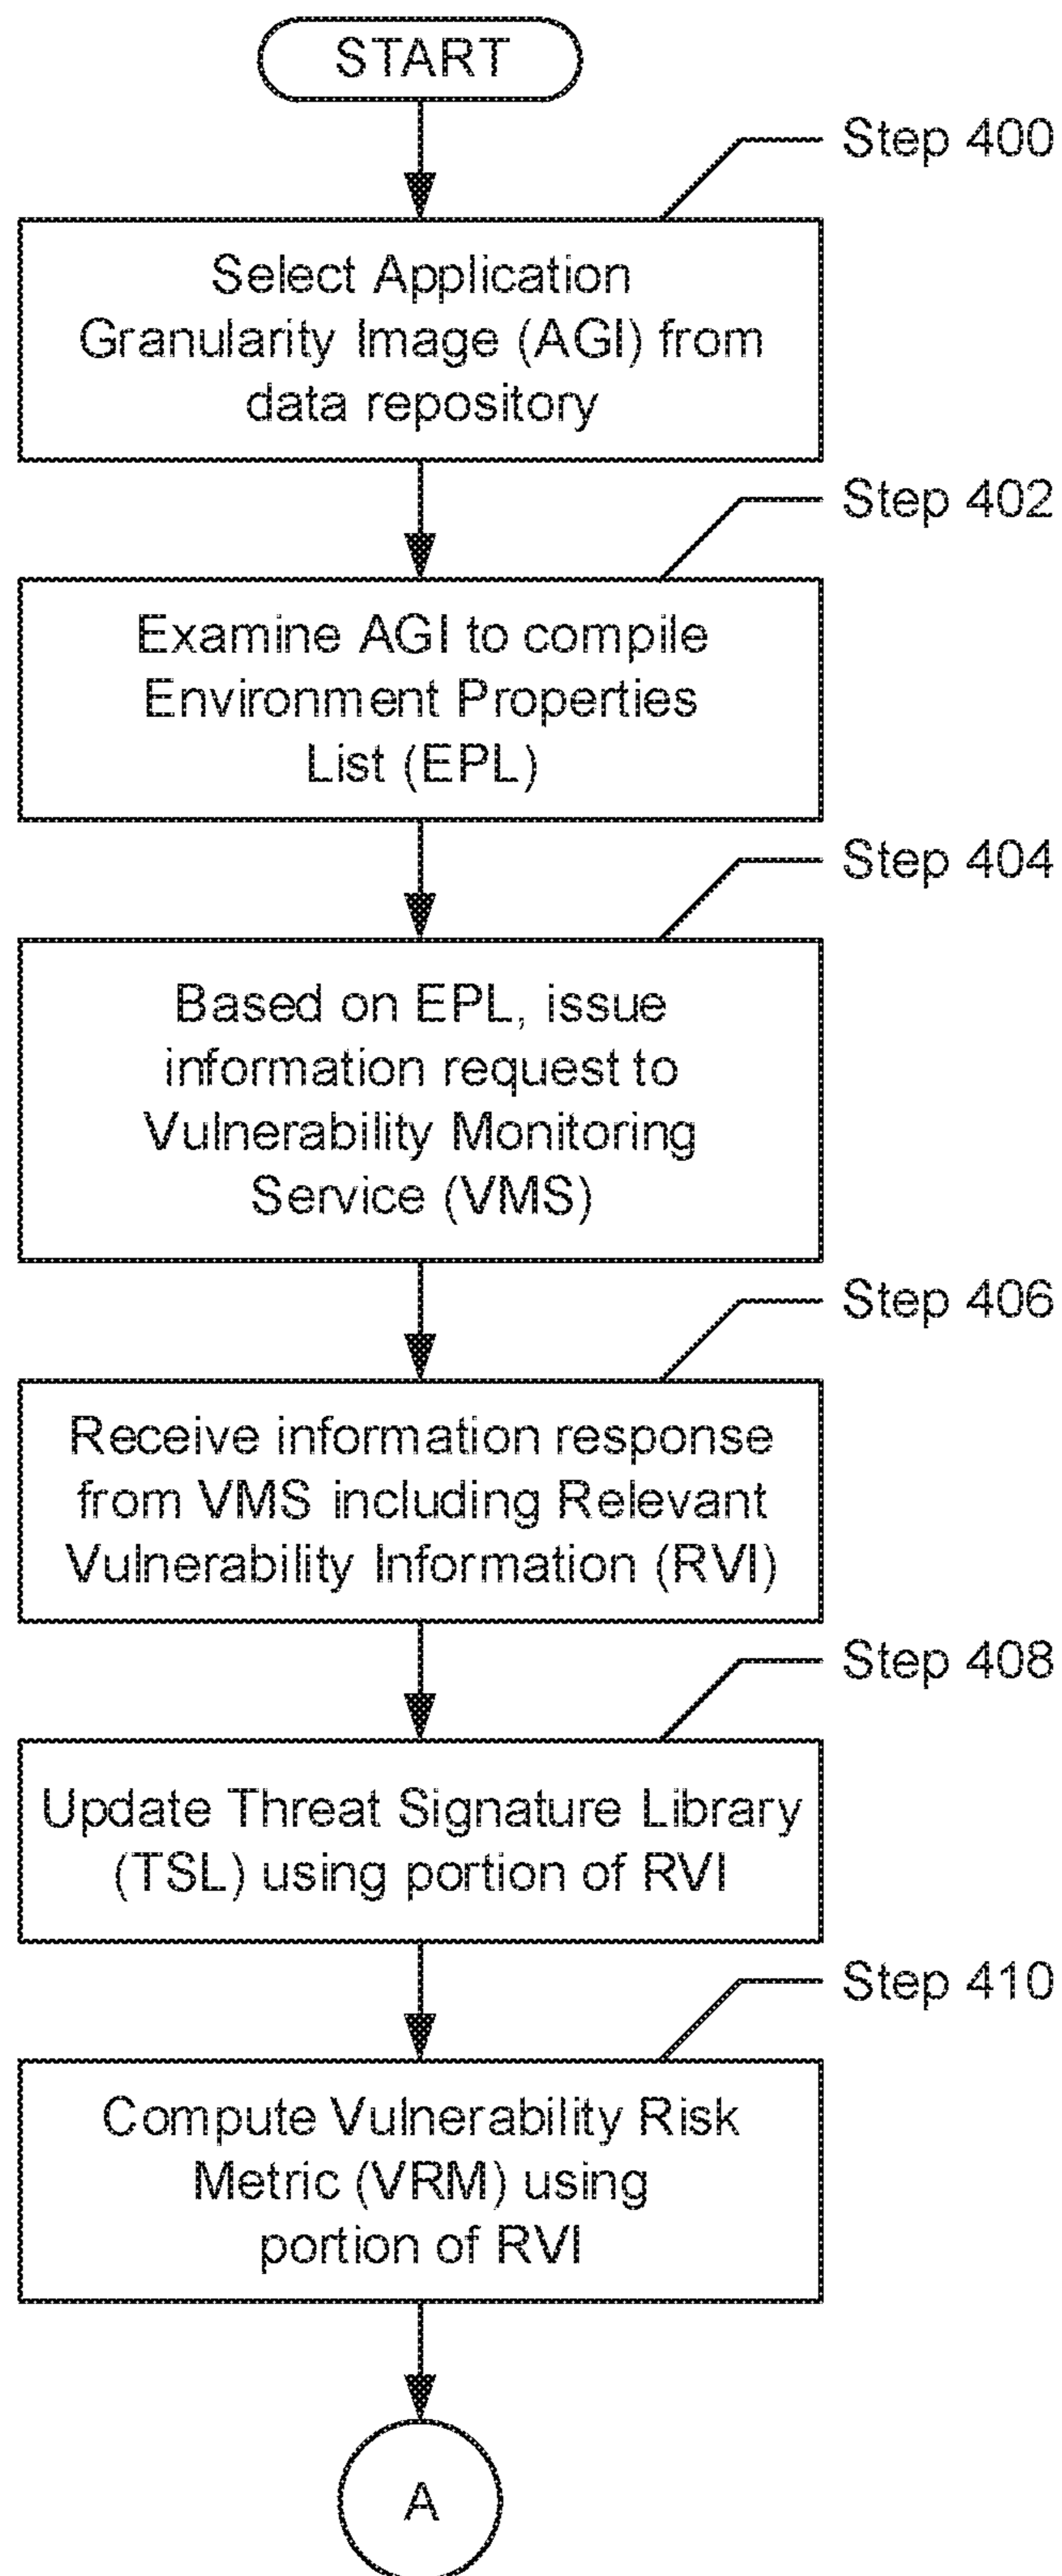 START
Step 400
Select Application
Granularity Image (AGI) from
data repository
Step 402
Examine AGI to compile
Environment Properties
List (EPL)
Step 404
Based on EPL, issue
information request to
Vulnerability Monitoring
Service (VMS)
Step 406
Receive information response
from VMS including Relevant
Vulnerability Information (RVI)
Step 408
Update Threat Signature Library
(TSL) using portion of RVI
Step 410
Compute Vulnerability Risk
Metric (VRM) using
portion of RVI
A